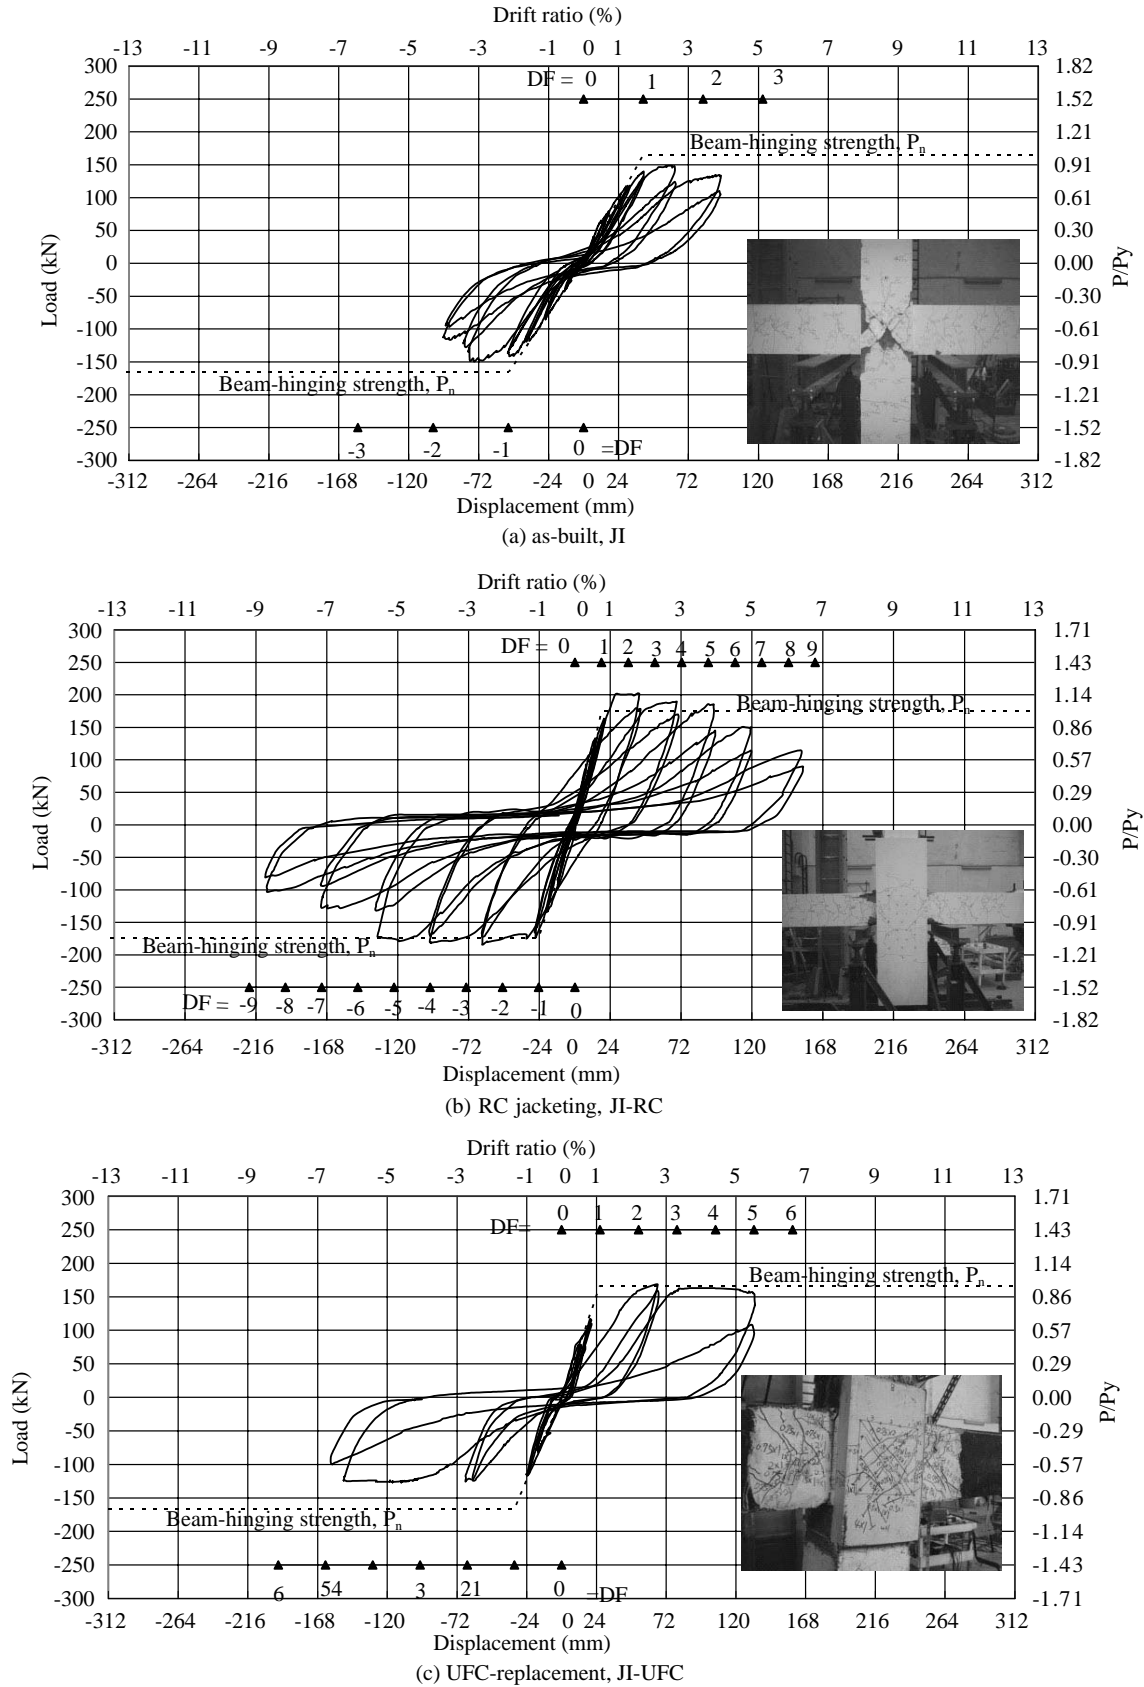 Drift ratio (%)
-13 -11 -9 -7 -5 -3 -1 0 1 3 5 7 9 11 13
300 DF = 0 1 2 3 1.82
250 1.52
200 1.21
Beam-hinging strength, Pn
150 0.91
100 0.61
50 0.30
0 0.00
-50 -0.30
-100 -0.61
-150 -0.91
Beam-hinging strength, Pn
-200 -1.21
-250 -1.52
-3 -2 -1 0 =DF
-300 -1.82
Load (kN)
P/Py
-312 -264 -216 -168 -120 -72 -24 0 24 72 120 168 216 264 312
Displacement (mm)
(a) as-built, JI
Drift ratio (%)
-13 -11 -9 -7 -5 -3 -1 0 1 3 5 7 9 11 13
300 1.71
DF = 0 1 2 3 4 5 6 7 8 9
250 1.43
200 1.14
Beam-hinging strength, Pn
150 0.86
100 0.57
50 0.29
0 0.00
-50 -0.30
-100 -0.61
-150 -0.91
Beam-hinging strength, Pn
-200 -1.21
-250 -1.52
DF = -9 -8 -7 -6 -5 -4 -3 -2 -1 0
-300 -1.82
Load (kN)
P/Py
-312 -264 -216 -168 -120 -72 -24 0 24 72 120 168 216 264 312
Displacement (mm)
(b) RC jacketing, JI-RC
Drift ratio (%)
-13 -11 -9 -7 -5 -3 -1 0 1 3 5 7 9 11 13
300 1.71
0 1 2 3 4 5 6
250 DF= 1.43
200 1.14
Beam-hinging strength, Pn
150 0.86
100 0.57
50 0.29
0 0.00
-50 -0.29
-100 -0.57
-150 -0.86
Beam-hinging strength, Pn
-200 -1.14
-250 -1.43
6 54 3 21 0 =DF
-300 -1.71
Load (kN)
P/Py
-312 -264 -216 -168 -120 -72 -24 0 24 72 120 168 216 264 312
Displacement (mm)
(c) UFC-replacement, JI-UFC